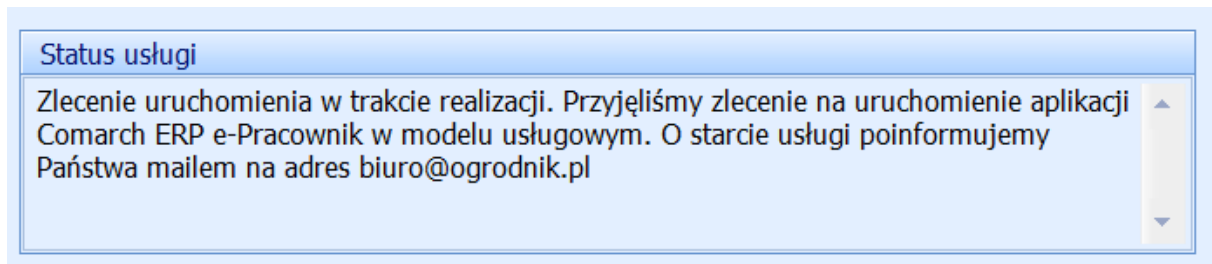 Status usługi
Zlecenie uruchomienia w trakcie realizacji. Przyjęliśmy zlecenie na uruchomienie aplikacji
Comarch ERP e-Pracownik w modelu usługowym. O starcie usługi poinformujemy
Państwa mailem na adres biuro@ogrodnik.pl